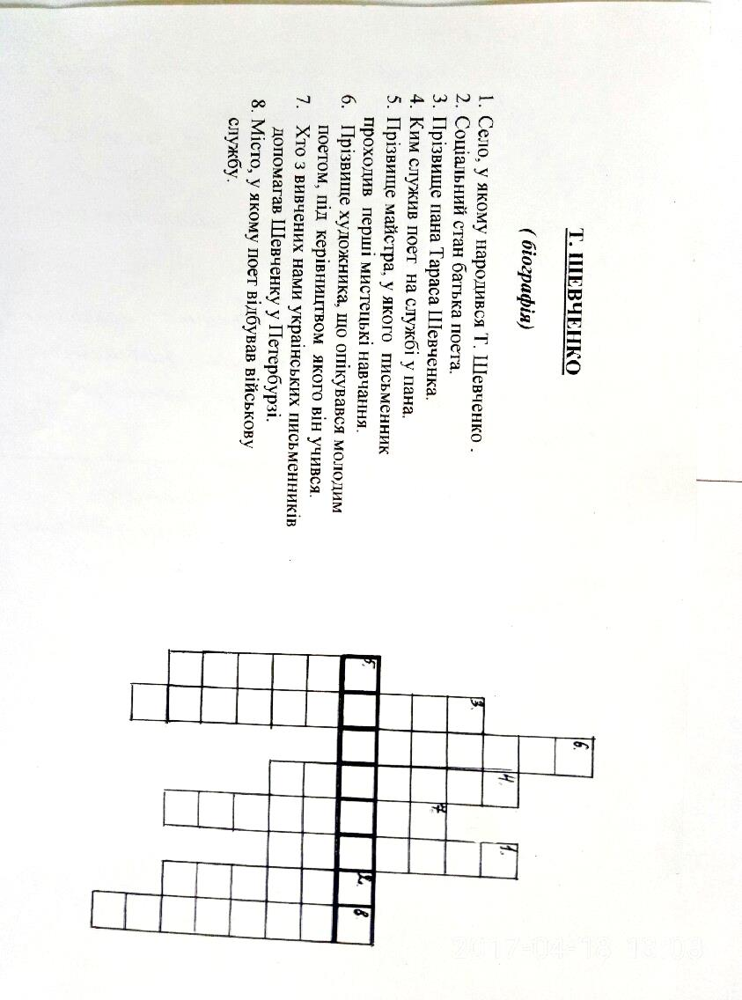 Т. ШЕВЧЕНКО
( біографія)
1. Село, у якому народився Т. Шевченко .
2. Соціальний стан батька поета.
3. Прізвище пана Тараса Шевченка.
4. Ким служив поет на службі у пана.
5. Прізвище майстра, у якого письменник
проходив перші мистецькі навчання.
6. Прізвище художника, що опікувався молодим
поетом, під керівництвом якого він учився.
7. Хто з вивчених нами українських письменників
допомагав Шевченку у Петербурзі.
8. Місто, у якому поет відбував військову
службу.
5.
3.
6.
4.
7.
1.
2.
8.
2017-04-18 13:03